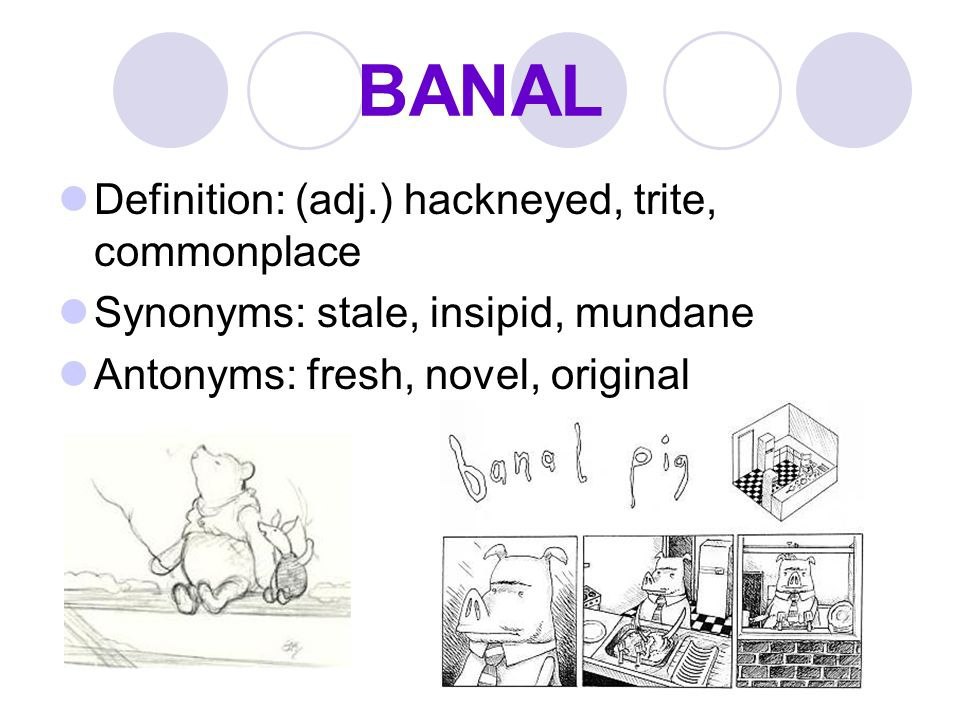 BANAL
Definition: (adj.) hackneyed, trite,
commonplace
Synonyms: stale, insipid, mundane
Antonyms: fresh, novel, original
banal pig